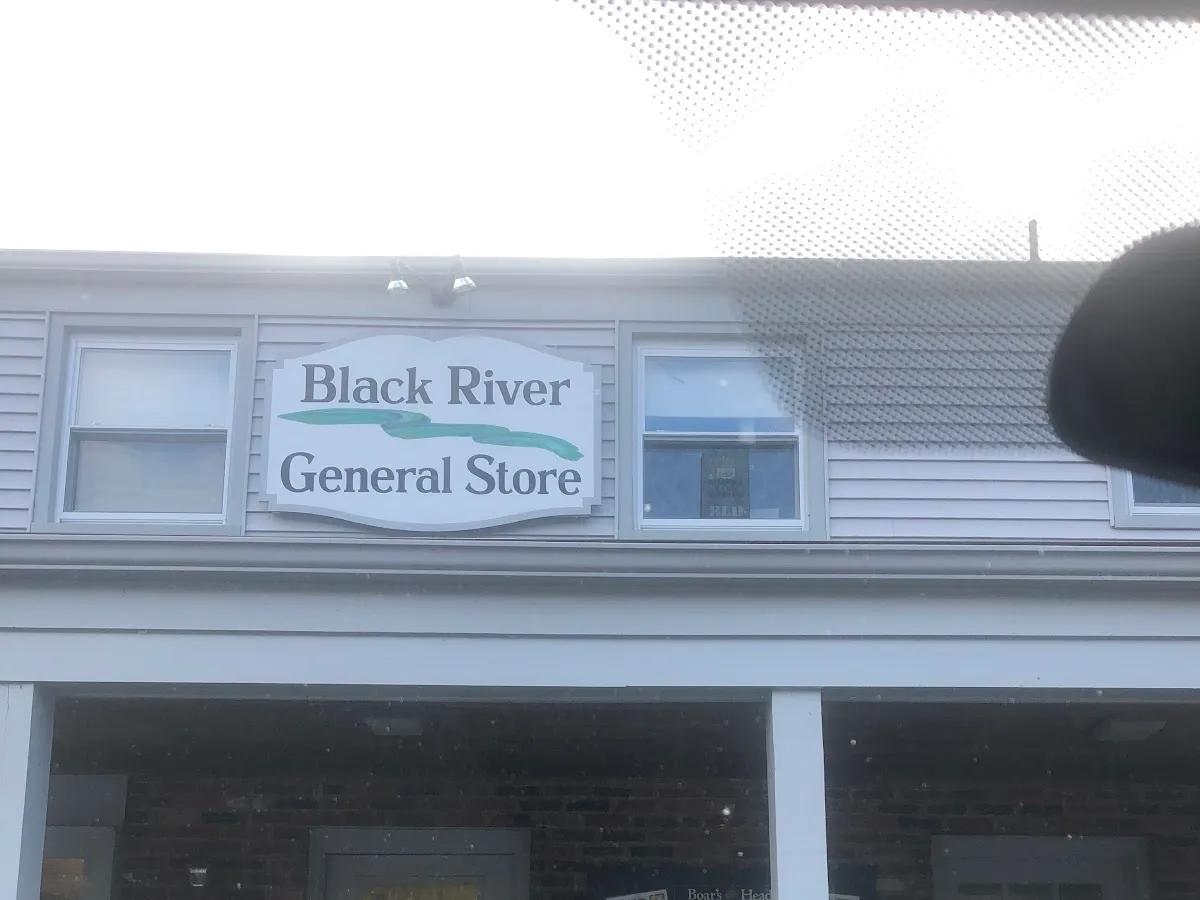 Black River
General Store
Boar's Head